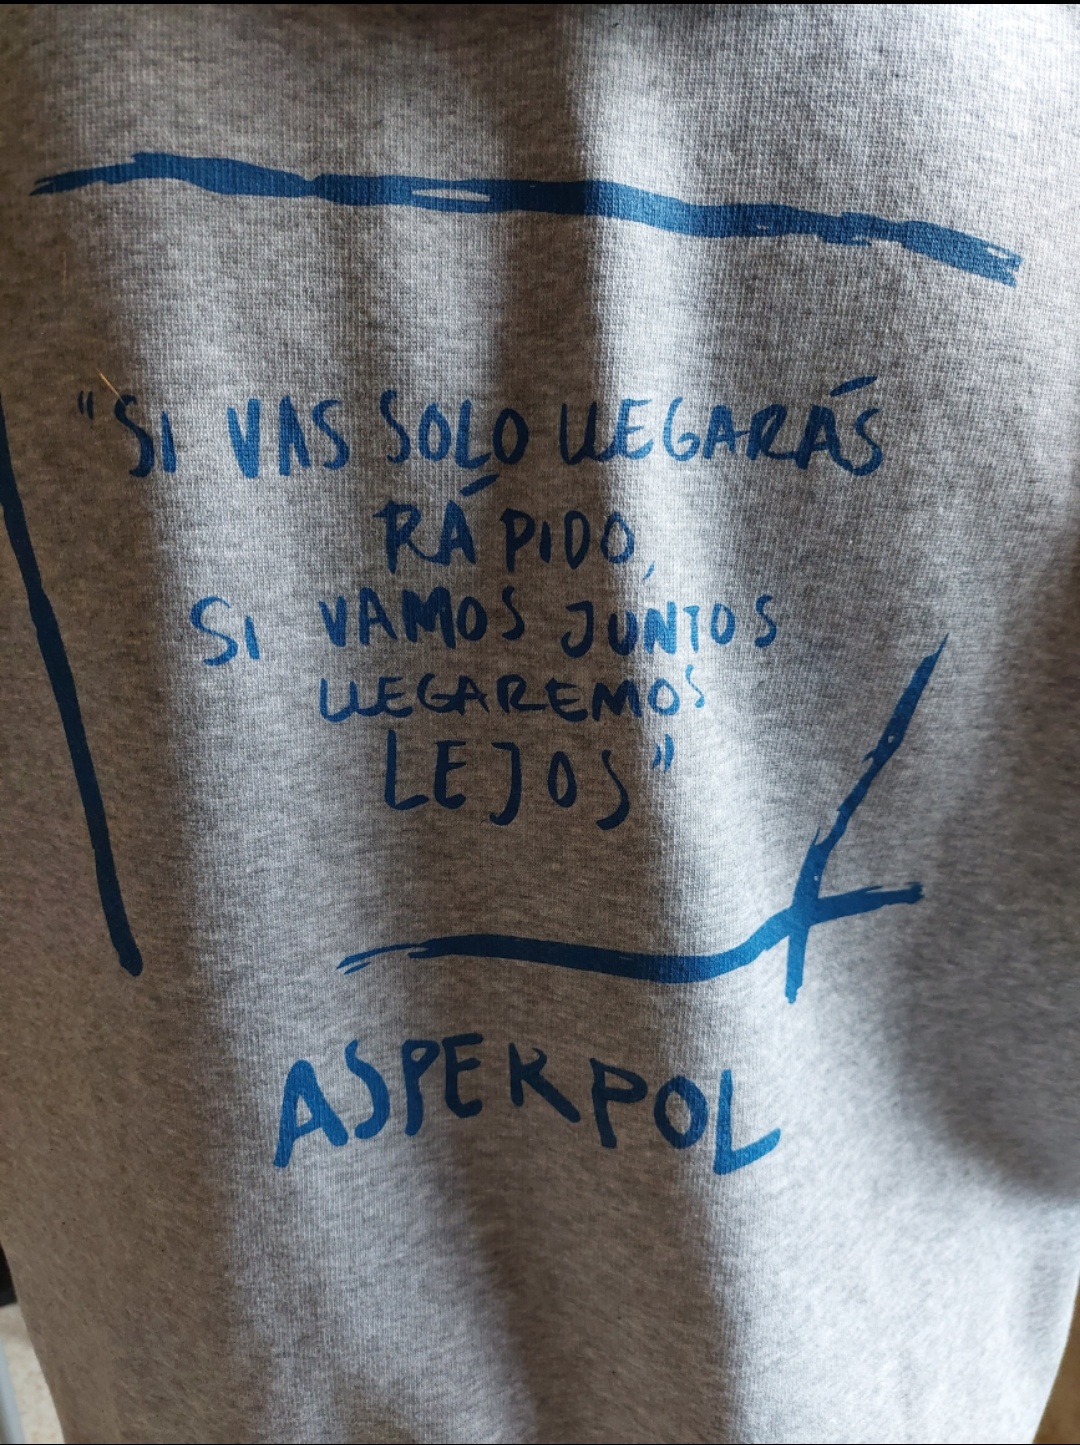 "SI VAS SOLO LLEGARÁS
RÁPIDO,
SI VAMOS JUNTOS
LLEGAREMOS
LEJOS"
ASPERPOL